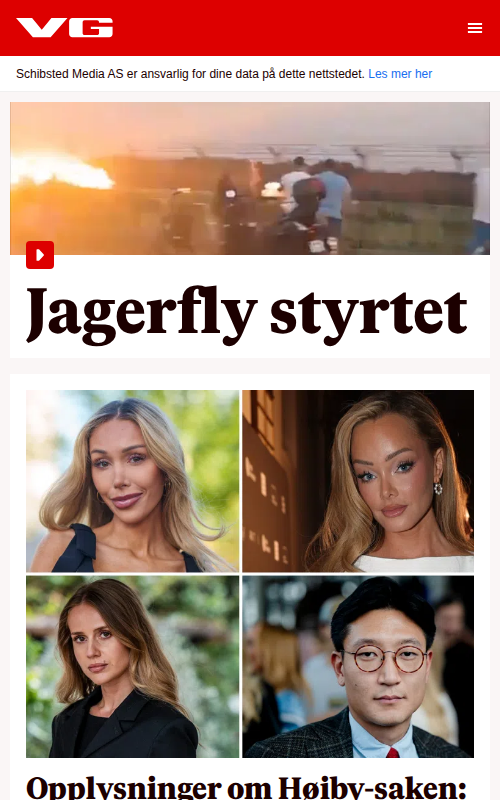 VG
Schibsted Media AS er ansvarlig for dine data på dette nettstedet. Les mer her
Jagerfly styrtet
Opplysninger om Høiby-saken: